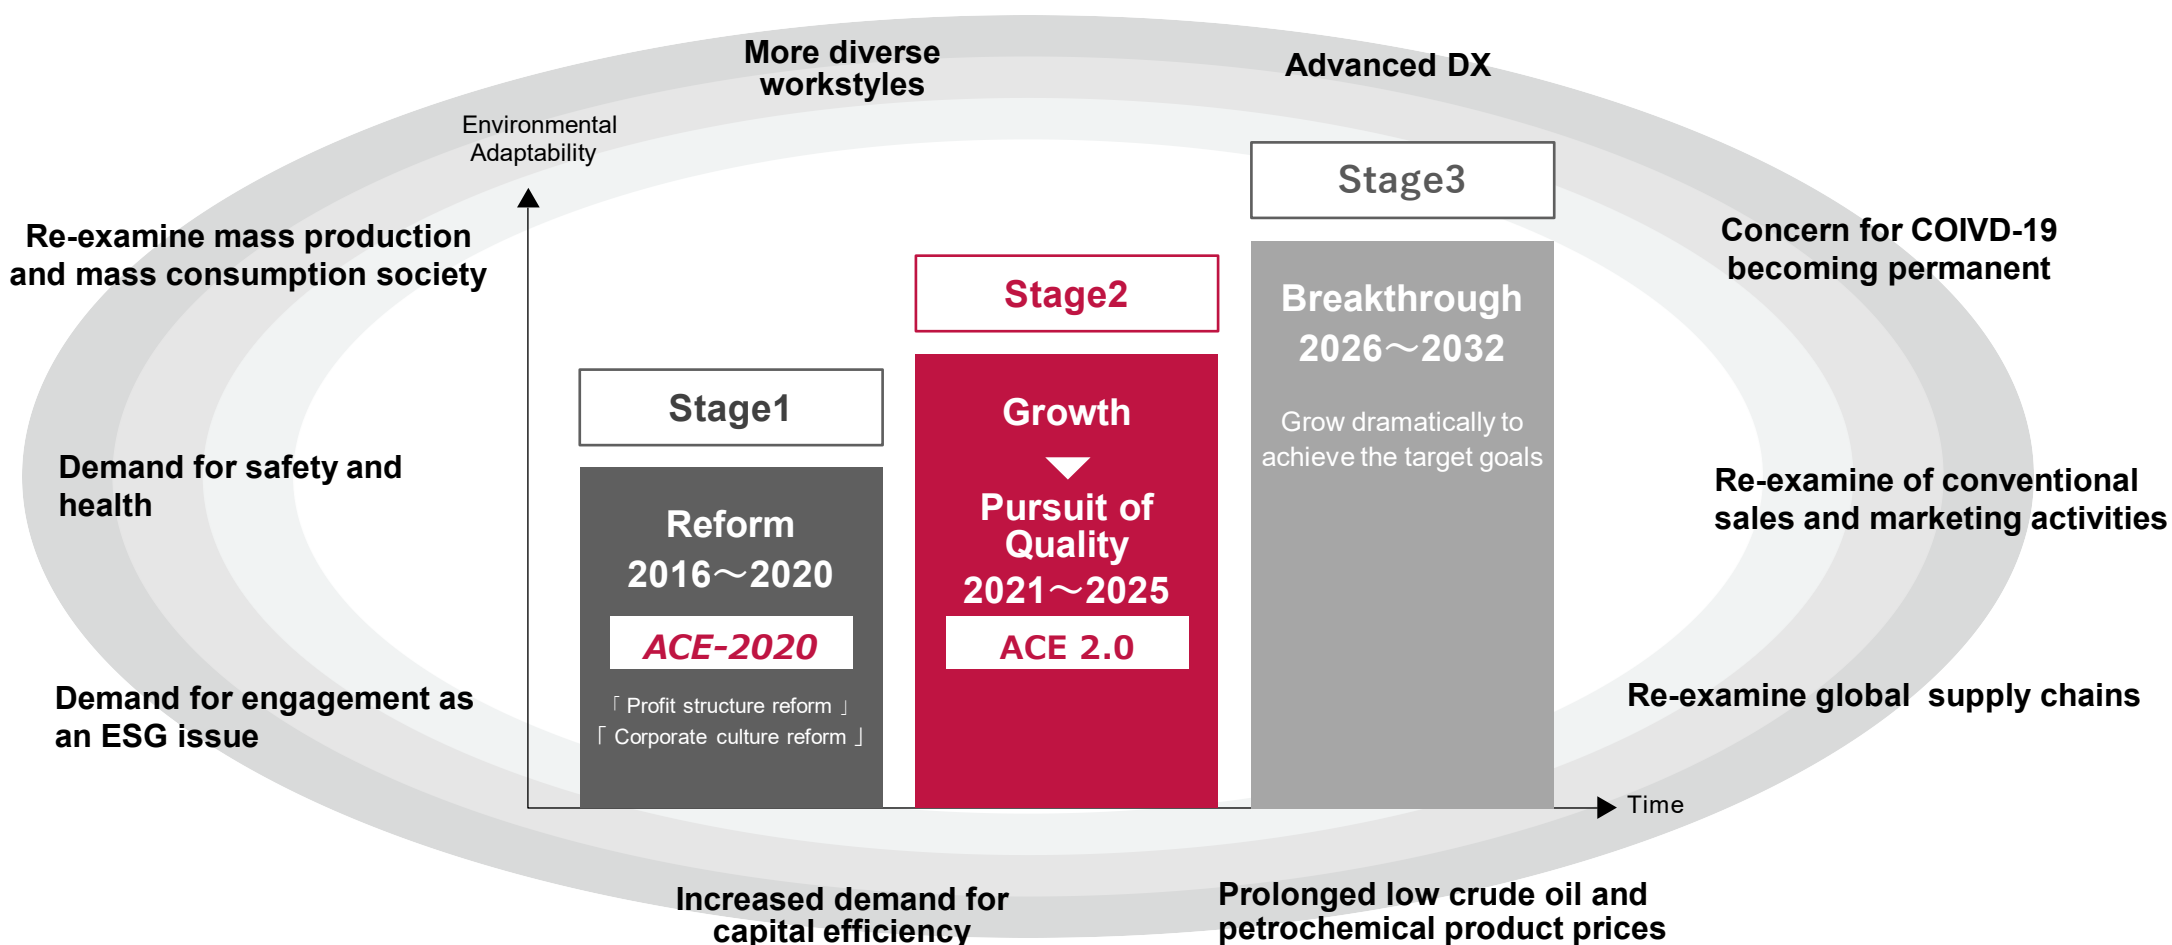 More diverse
workstyles
Advanced DX
Environmental
Adaptability
Stage3
Re-examine mass production
and mass consumption society
Concern for COIVD-19
becoming permanent
Stage2
Breakthrough
2026～2032
Grow dramatically to
achieve the target goals
Stage1
Growth
Pursuit of
Quality
2021～2025
ACE 2.0
Demand for safety and
health
Re-examine of conventional
sales and marketing activities
Reform
2016～2020
ACE-2020
「 Profit structure reform 」
「 Corporate culture reform 」
Demand for engagement as
an ESG issue
Re-examine global supply chains
Time
Increased demand for
capital efficiency
Prolonged low crude oil and
petrochemical product prices